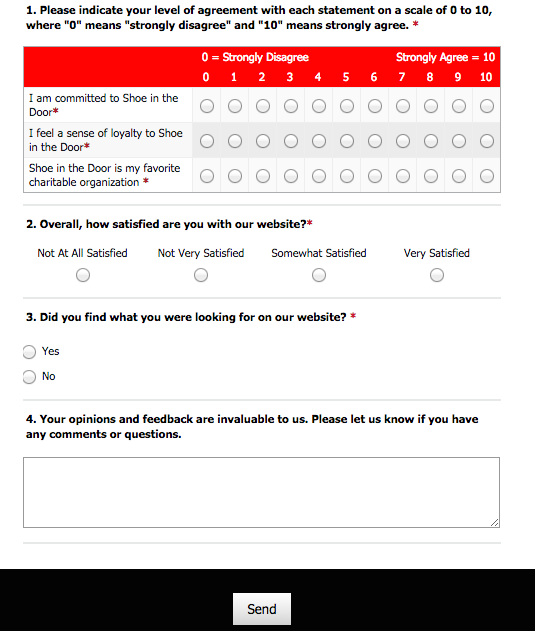 1. Please indicate your level of agreement with each statement on a scale of 0 to 10,
where "0" means "strongly disagree" and "10" means strongly agree. *
0 = Strongly Disagree Strongly Agree = 10
0 1 2 3 4 5 6 7 8 9 10
I am committed to Shoe in the
Door*
I feel a sense of loyalty to Shoe
in the Door*
Shoe in the Door is my favorite
charitable organization *
2. Overall, how satisfied are you with our website?*
Not At All Satisfied Not Very Satisfied Somewhat Satisfied Very Satisfied
3. Did you find what you were looking for on our website? *
Yes
No
4. Your opinions and feedback are invaluable to us. Please let us know if you have
any comments or questions.
Send